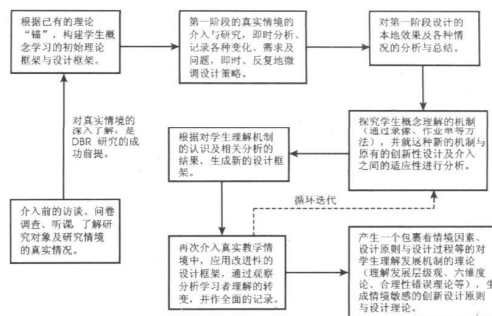 根据已有的理论
“锚”，构建学生概
念学习的初始理论
框架与设计框架。
第一阶段的真实情境的
介入与研究，即时分析、
记录各种变化、需求及
问题，即时、反复地微
调设计策略。
对第一阶段设计的
本地效果及各种情
况的分析与总结。
对真实情境的
深入了解，是
DBR 研究的成
功前提。
根据对学生理解机制
的认识及相关分析的
结果，生成新的设计框
架。
探究学生概念理解的机制
（通过录像、作业单等方
法），并就这种新的机制与
原有的创新性设计及介入
之间的适应性进行分析。
循环迭代
介入前的访谈、问卷
调查、听课，了解研
究对象及研究情境
的真实情况。
再次介入真实教学情
境中，应用改进性的
设计框架，通过观察
分析学习者理解的转
变，并作全面的记录。
产生一个包裹着情境因素、
设计原则与设计过程等的对
学生理解发展机制的理论
（理解发展层级观、六维度
论、合理性错误理论等），生
成情境敏感的创新设计原则
与设计理论。